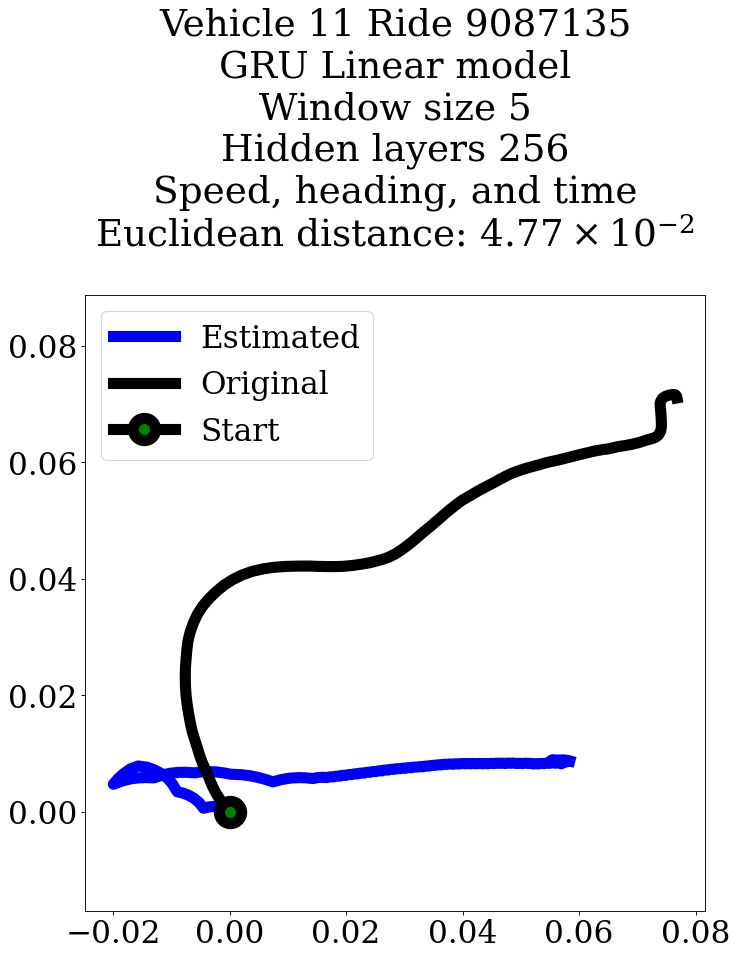 Vehicle 11 Ride 9087135
GRU Linear model
Window size 5
Hidden layers 256
Speed, heading, and time
Euclidean distance: 4.77 × 10⁻²
Estimated
Original
Start
0.08
0.06
0.04
0.02
0.00
−0.02 0.00 0.02 0.04 0.06 0.08